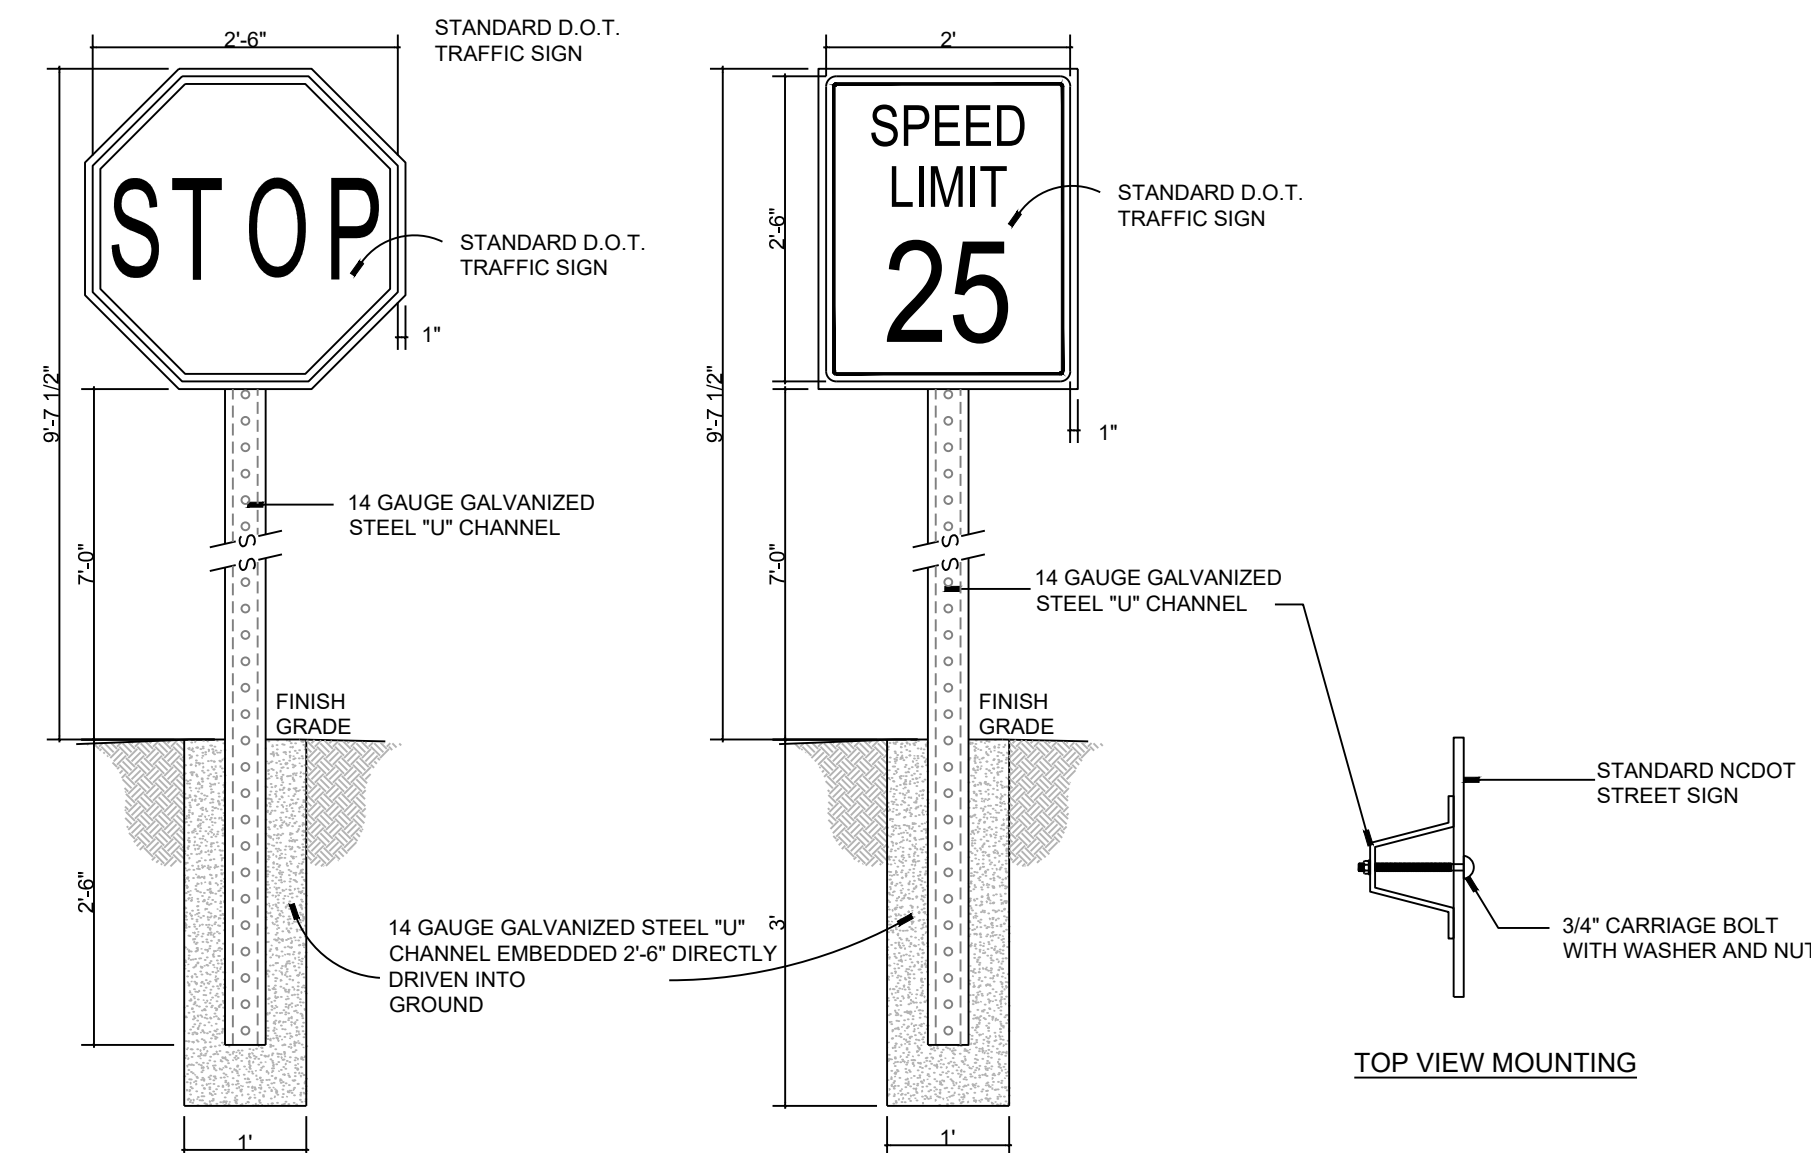 STANDARD D.O.T.
TRAFFIC SIGN
2'-6"
STOP
STANDARD D.O.T.
TRAFFIC SIGN
1"
9'-7 1/2"
14 GAUGE GALVANIZED
STEEL "U" CHANNEL
S
S
7'-0"
FINISH
GRADE
2'-6"
14 GAUGE GALVANIZED STEEL "U"
CHANNEL EMBEDDED 2'-6" DIRECTLY
DRIVEN INTO
GROUND
1'
2'
SPEED
LIMIT
25
2'-6"
STANDARD D.O.T.
TRAFFIC SIGN
9'-7 1/2"
1"
S
S
7'-0"
14 GAUGE GALVANIZED
STEEL "U" CHANNEL
FINISH
GRADE
3'
1'
STANDARD NCDOT
STREET SIGN
3/4" CARRIAGE BOLT
WITH WASHER AND NUT
TOP VIEW MOUNTING